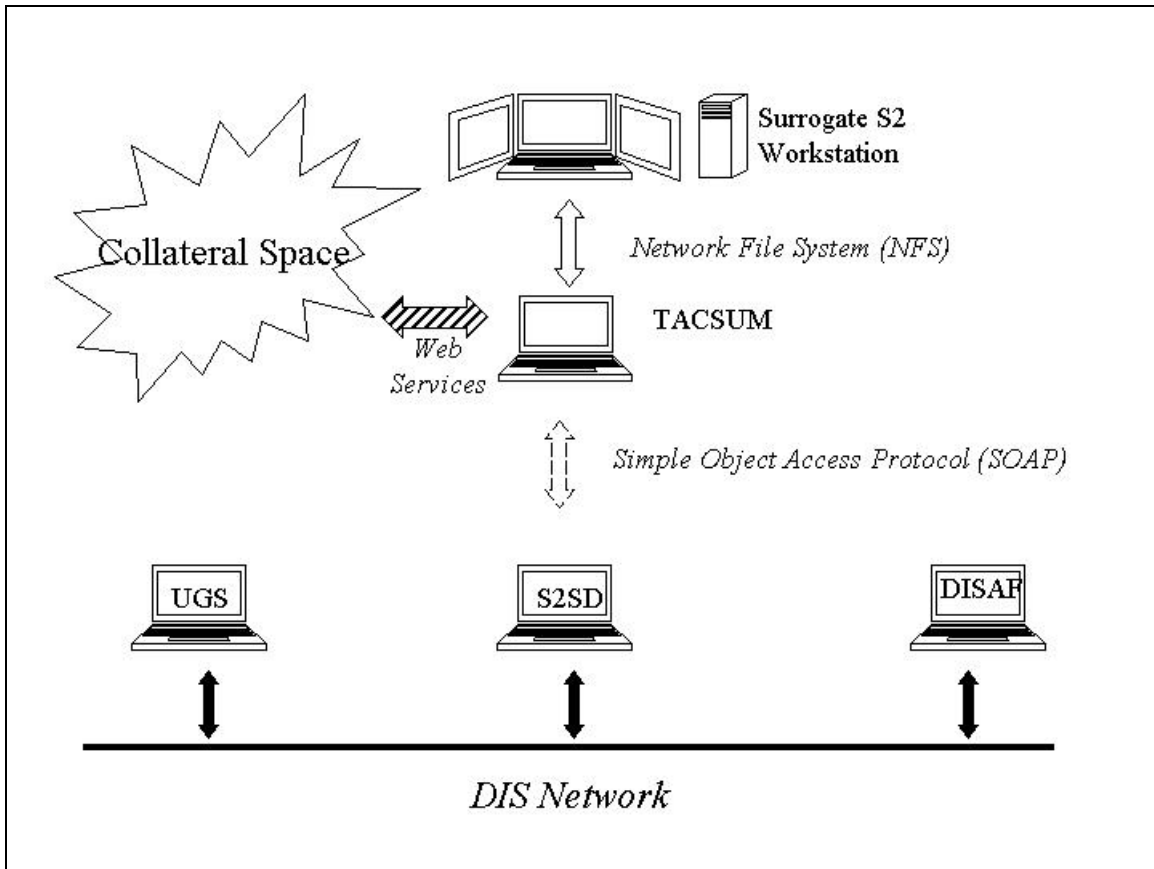 Surrogate S2
Workstation
Collateral Space
Network File System (NFS)
TACSUM
Web
Services
Simple Object Access Protocol (SOAP)
UGS
S2SD
DISAF
DIS Network